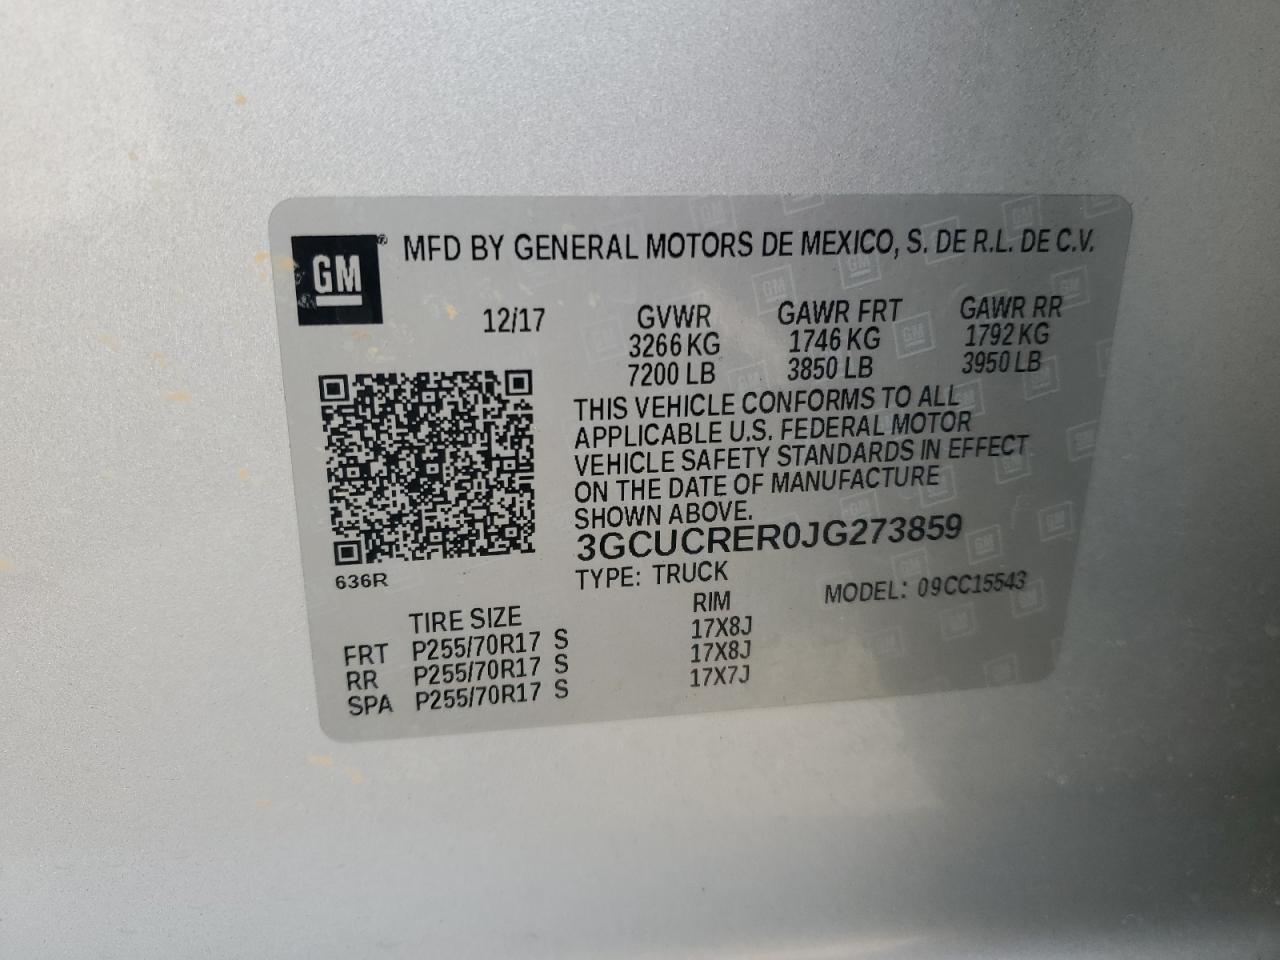 GM ® MFD BY GENERAL MOTORS DE MEXICO, S. DE R.L. DE C.V.
12/17 GVWR GAWR FRT GAWR RR
3266 KG 1746 KG 1792 KG
7200 LB 3850 LB 3950 LB
THIS VEHICLE CONFORMS TO ALL
APPLICABLE U.S. FEDERAL MOTOR
VEHICLE SAFETY STANDARDS IN EFFECT
ON THE DATE OF MANUFACTURE
SHOWN ABOVE.
3GCUCRER0JG273859
636R
TYPE: TRUCK MODEL: 09CC15543
TIRE SIZE RIM
FRT P255/70R17 S 17X8J
RR P255/70R17 S 17X8J
SPA P255/70R17 S 17X7J